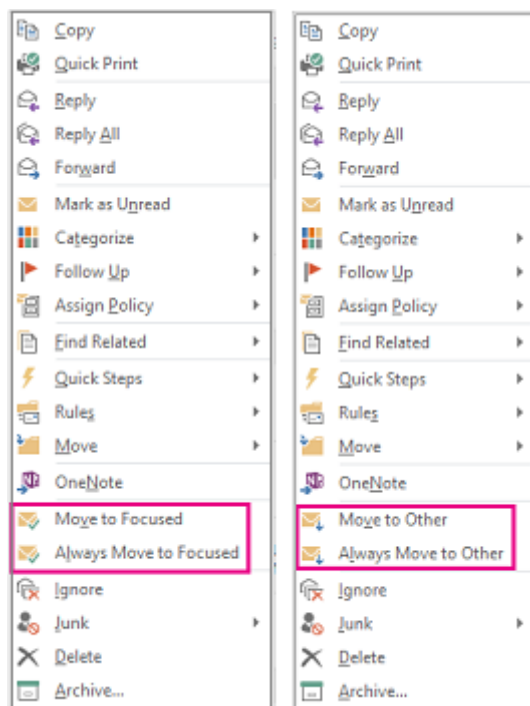 Copy
Quick Print
Reply
Reply All
Forward
Mark as Unread
Categorize
Follow Up
Assign Policy
Find Related
Quick Steps
Rules
Move
OneNote
Move to Focused
Always Move to Focused
Ignore
Junk
Delete
Archive...
Copy
Quick Print
Reply
Reply All
Forward
Mark as Unread
Categorize
Follow Up
Assign Policy
Find Related
Quick Steps
Rules
Move
OneNote
Move to Other
Always Move to Other
Ignore
Junk
Delete
Archive...